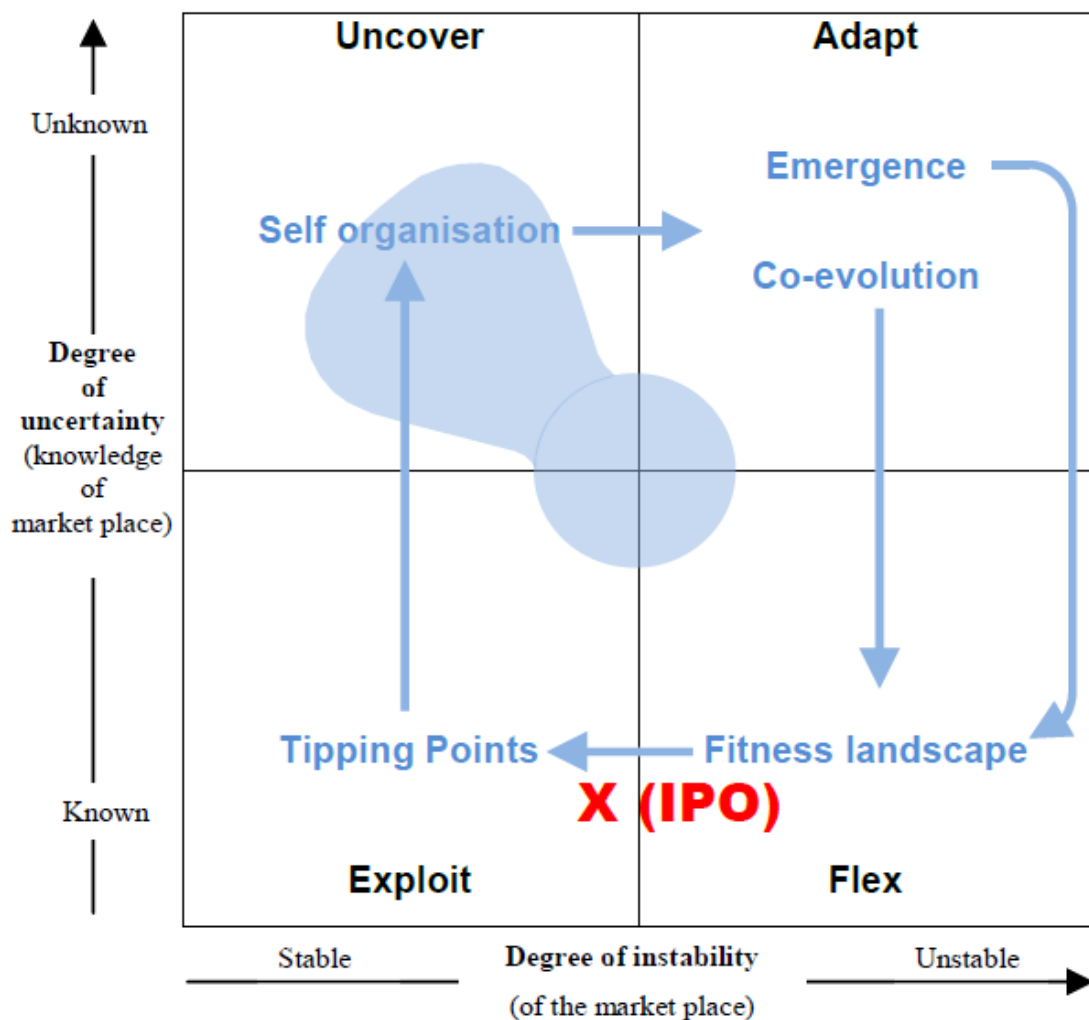 Uncover
Adapt
Unknown
Emergence
Self organisation
Co-evolution
Degree
of
uncertainty
(knowledge
of
market place)
Tipping Points
Fitness landscape
X (IPO)
Known
Exploit
Flex
Stable
Degree of instability
Unstable
(of the market place)